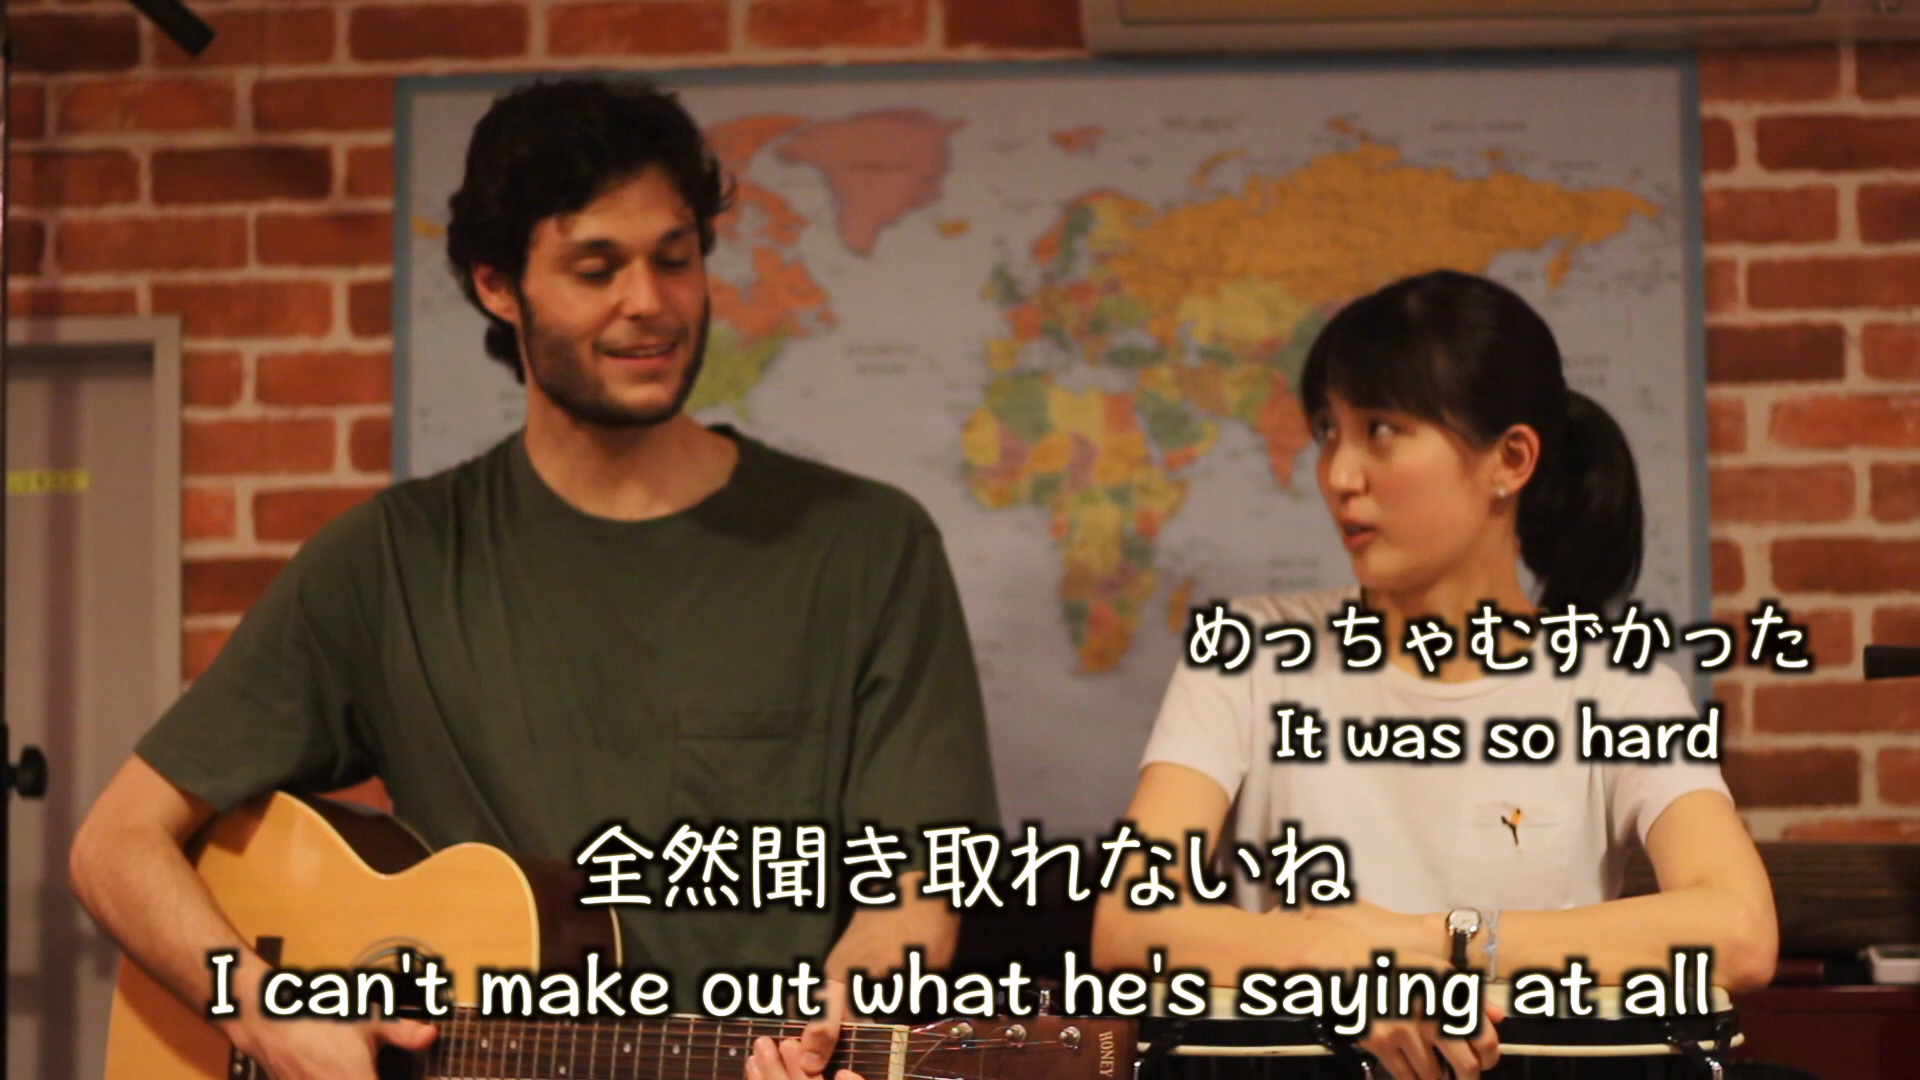 めっちゃむずかった
It was so hard
全然聞き取れないね
I can't make out what he's saying at all
HONEY